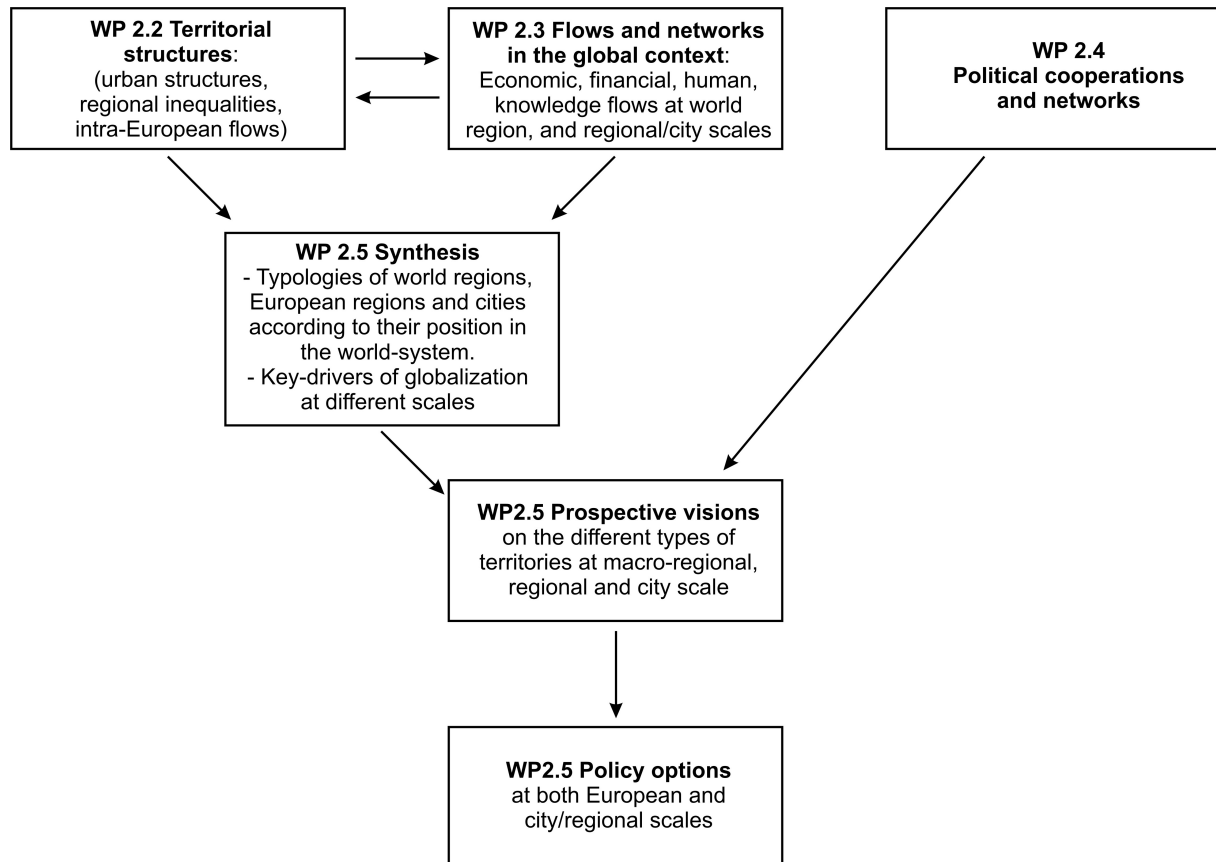 WP 2.2 Territorial
structures:
(urban structures,
regional inequalities,
intra-European flows)
WP 2.3 Flows and networks
in the global context:
Economic, financial, human,
knowledge flows at world
region, and regional/city scales
WP 2.4
Political cooperations
and networks
WP 2.5 Synthesis
- Typologies of world regions,
European regions and cities
according to their position in
the world-system.
- Key-drivers of globalization
at different scales
WP2.5 Prospective visions
on the different types of
territories at macro-regional,
regional and city scale
WP2.5 Policy options
at both European and
city/regional scales